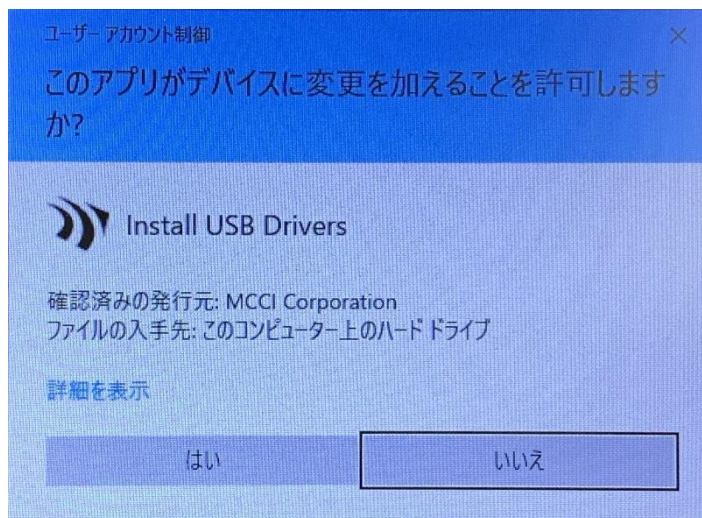 ユーザー アカウント制御
このアプリがデバイスに変更を加えることを許可します
か?
Install USB Drivers
確認済みの発行元: MCCI Corporation
ファイルの入手先: このコンピューター上のハード ドライブ
詳細を表示
はい
いいえ